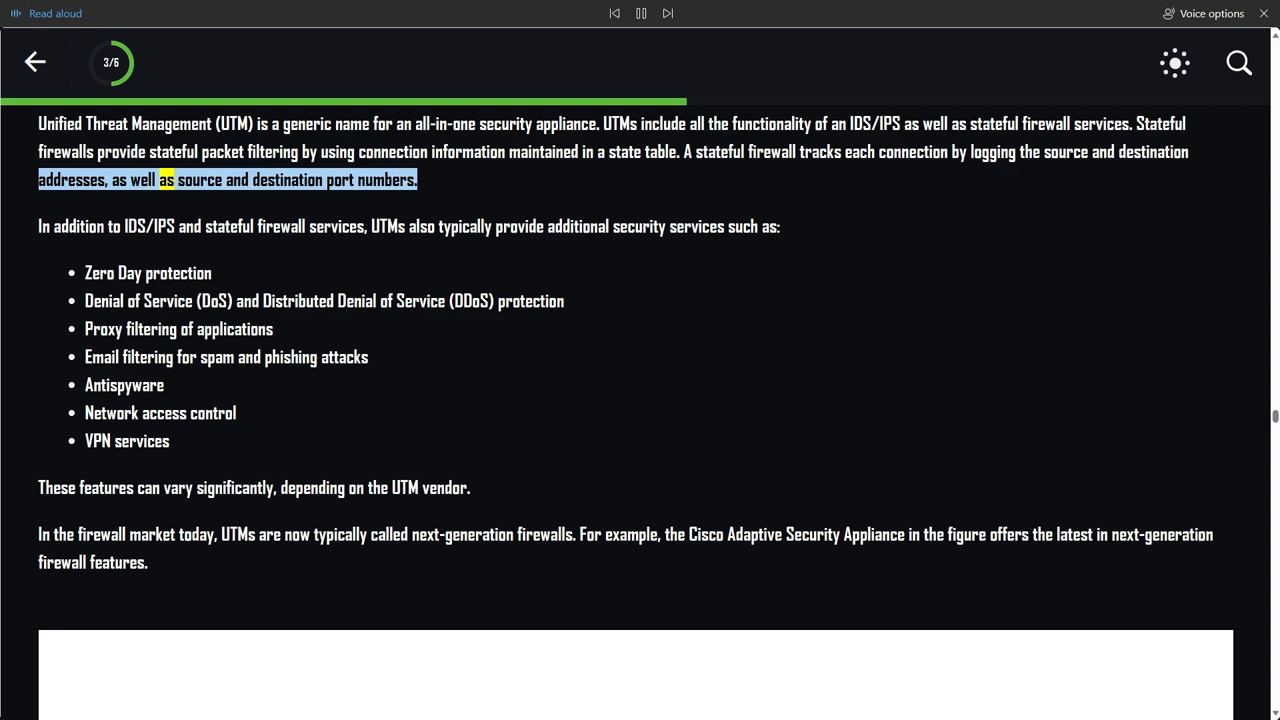 Read aloud
Voice options
3/6
Unified Threat Management (UTM) is a generic name for an all-in-one security appliance. UTMs include all the functionality of an IDS/IPS as well as stateful firewall services. Stateful
firewalls provide stateful packet filtering by using connection information maintained in a state table. A stateful firewall tracks each connection by logging the source and destination
addresses, as well as source and destination port numbers.
In addition to IDS/IPS and stateful firewall services, UTMs also typically provide additional security services such as:
• Zero Day protection
• Denial of Service (DoS) and Distributed Denial of Service (DDoS) protection
• Proxy filtering of applications
• Email filtering for spam and phishing attacks
• Antispyware
• Network access control
• VPN services
These features can vary significantly, depending on the UTM vendor.
In the firewall market today, UTMs are now typically called next-generation firewalls. For example, the Cisco Adaptive Security Appliance in the figure offers the latest in next-generation
firewall features.